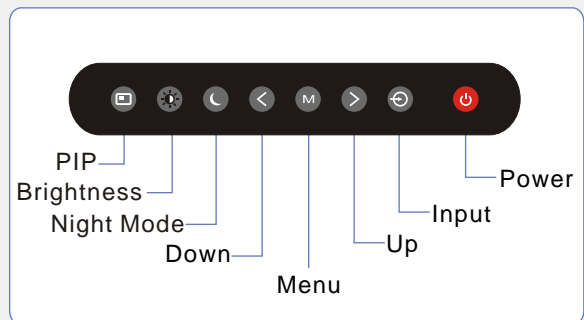 M
PIP
Brightness
Night Mode
Down
Menu
Up
Input
Power